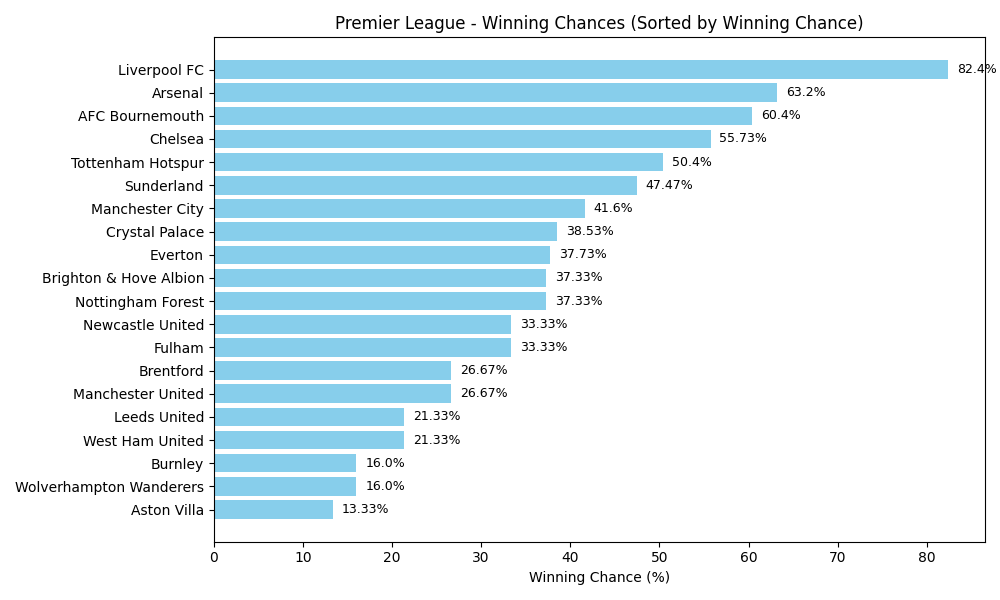 Premier League - Winning Chances (Sorted by Winning Chance)
Liverpool FC 82.4%
Arsenal 63.2%
AFC Bournemouth 60.4%
Chelsea 55.73%
Tottenham Hotspur 50.4%
Sunderland 47.47%
Manchester City 41.6%
Crystal Palace 38.53%
Everton 37.73%
Brighton & Hove Albion 37.33%
Nottingham Forest 37.33%
Newcastle United 33.33%
Fulham 33.33%
Brentford 26.67%
Manchester United 26.67%
Leeds United 21.33%
West Ham United 21.33%
Burnley 16.0%
Wolverhampton Wanderers 16.0%
Aston Villa 13.33%
0 10 20 30 40 50 60 70 80
Winning Chance (%)